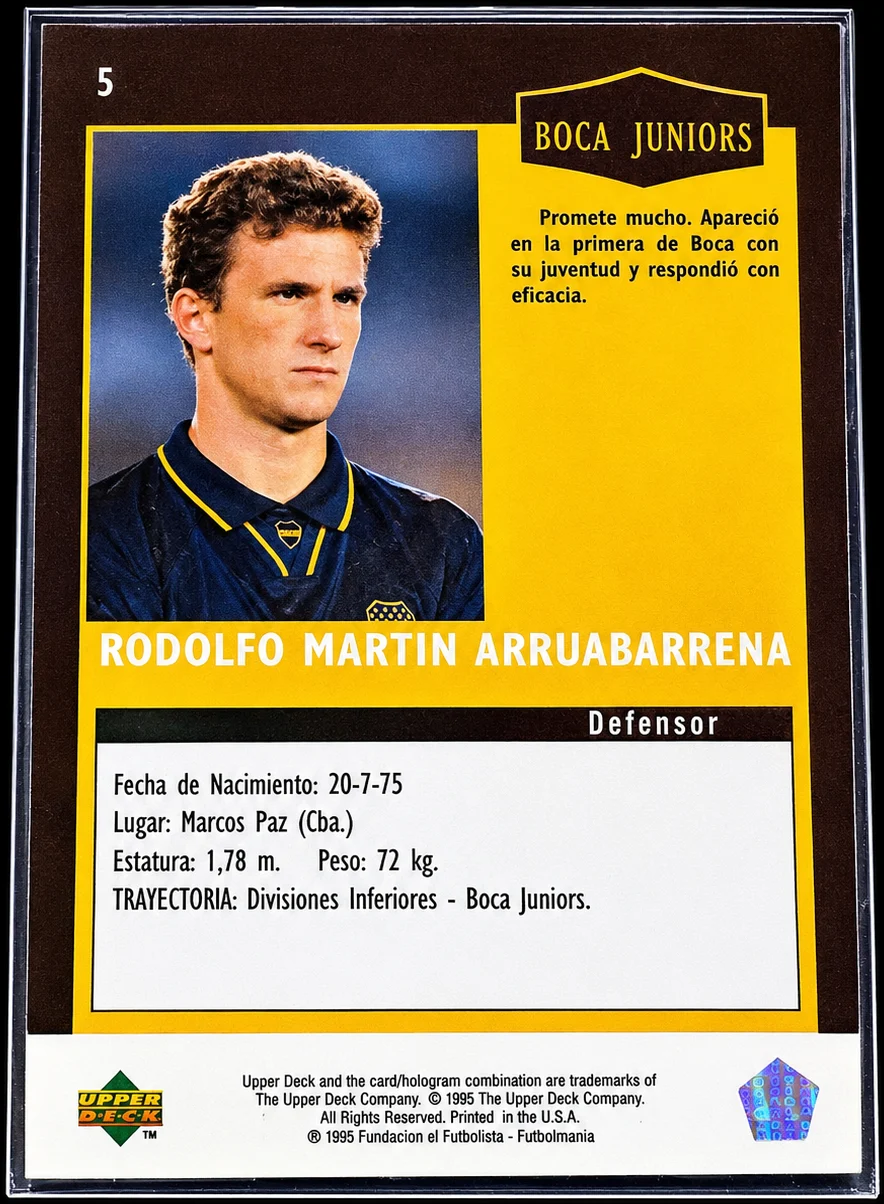 5
BOCA JUNIORS
Promete mucho. Apareció
en la primera de Boca con
su juventud y respondió con
eficacia.
RODOLFO MARTIN ARRUABARRENA
Defensor
Fecha de Nacimiento: 20-7-75
Lugar: Marcos Paz (Cba.)
Estatura: 1,78 m. Peso: 72 kg.
TRAYECTORIA: Divisiones Inferiores - Boca Juniors.
UPPER
D•E•C•K
TM
Upper Deck and the card/hologram combination are trademarks of
The Upper Deck Company. © 1995 The Upper Deck Company.
All Rights Reserved. Printed in the U.S.A.
® 1995 Fundacion el Futbolista - Futbolmania